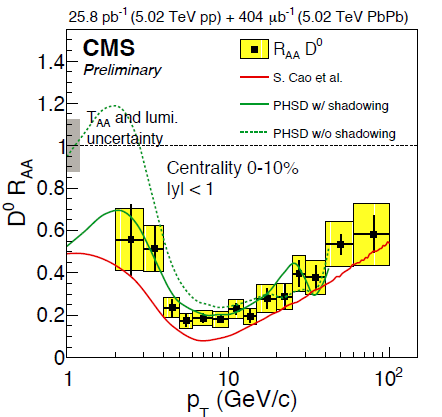 25.8 pb⁻¹ (5.02 TeV pp) + 404 μb⁻¹ (5.02 TeV PbPb)
CMS
Preliminary
R_AA D⁰
S. Cao et al.
PHSD w/ shadowing
PHSD w/o shadowing
T_AA and lumi.
uncertainty
Centrality 0-10%
|y| < 1
D⁰ R_AA
1.4
1.2
1
0.8
0.6
0.4
0.2
0
1
10
10²
p_T (GeV/c)